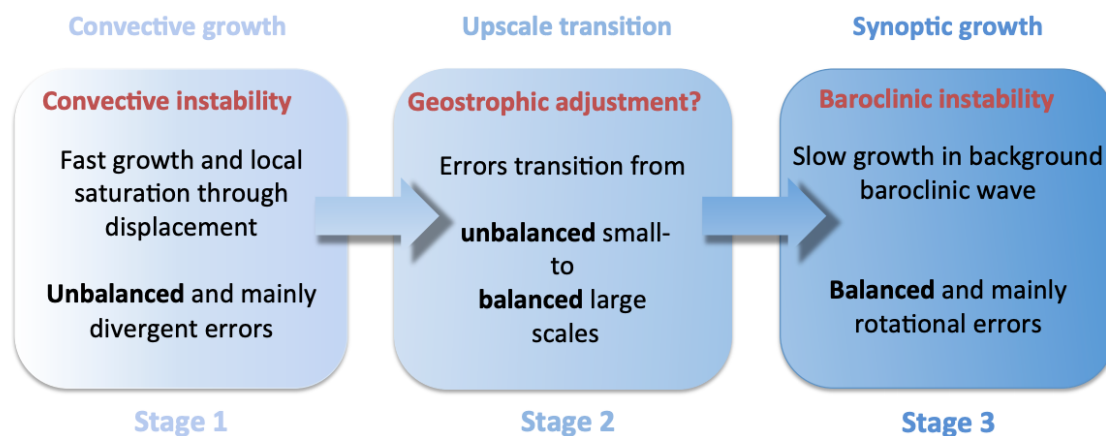 Convective growth
Upscale transition
Synoptic growth
Convective instability
Fast growth and local
saturation through
displacement
Unbalanced and mainly
divergent errors
Geostrophic adjustment?
Errors transition from
unbalanced small-
to
balanced large
scales
Baroclinic instability
Slow growth in background
baroclinic wave
Balanced and mainly
rotational errors
Stage 1
Stage 2
Stage 3